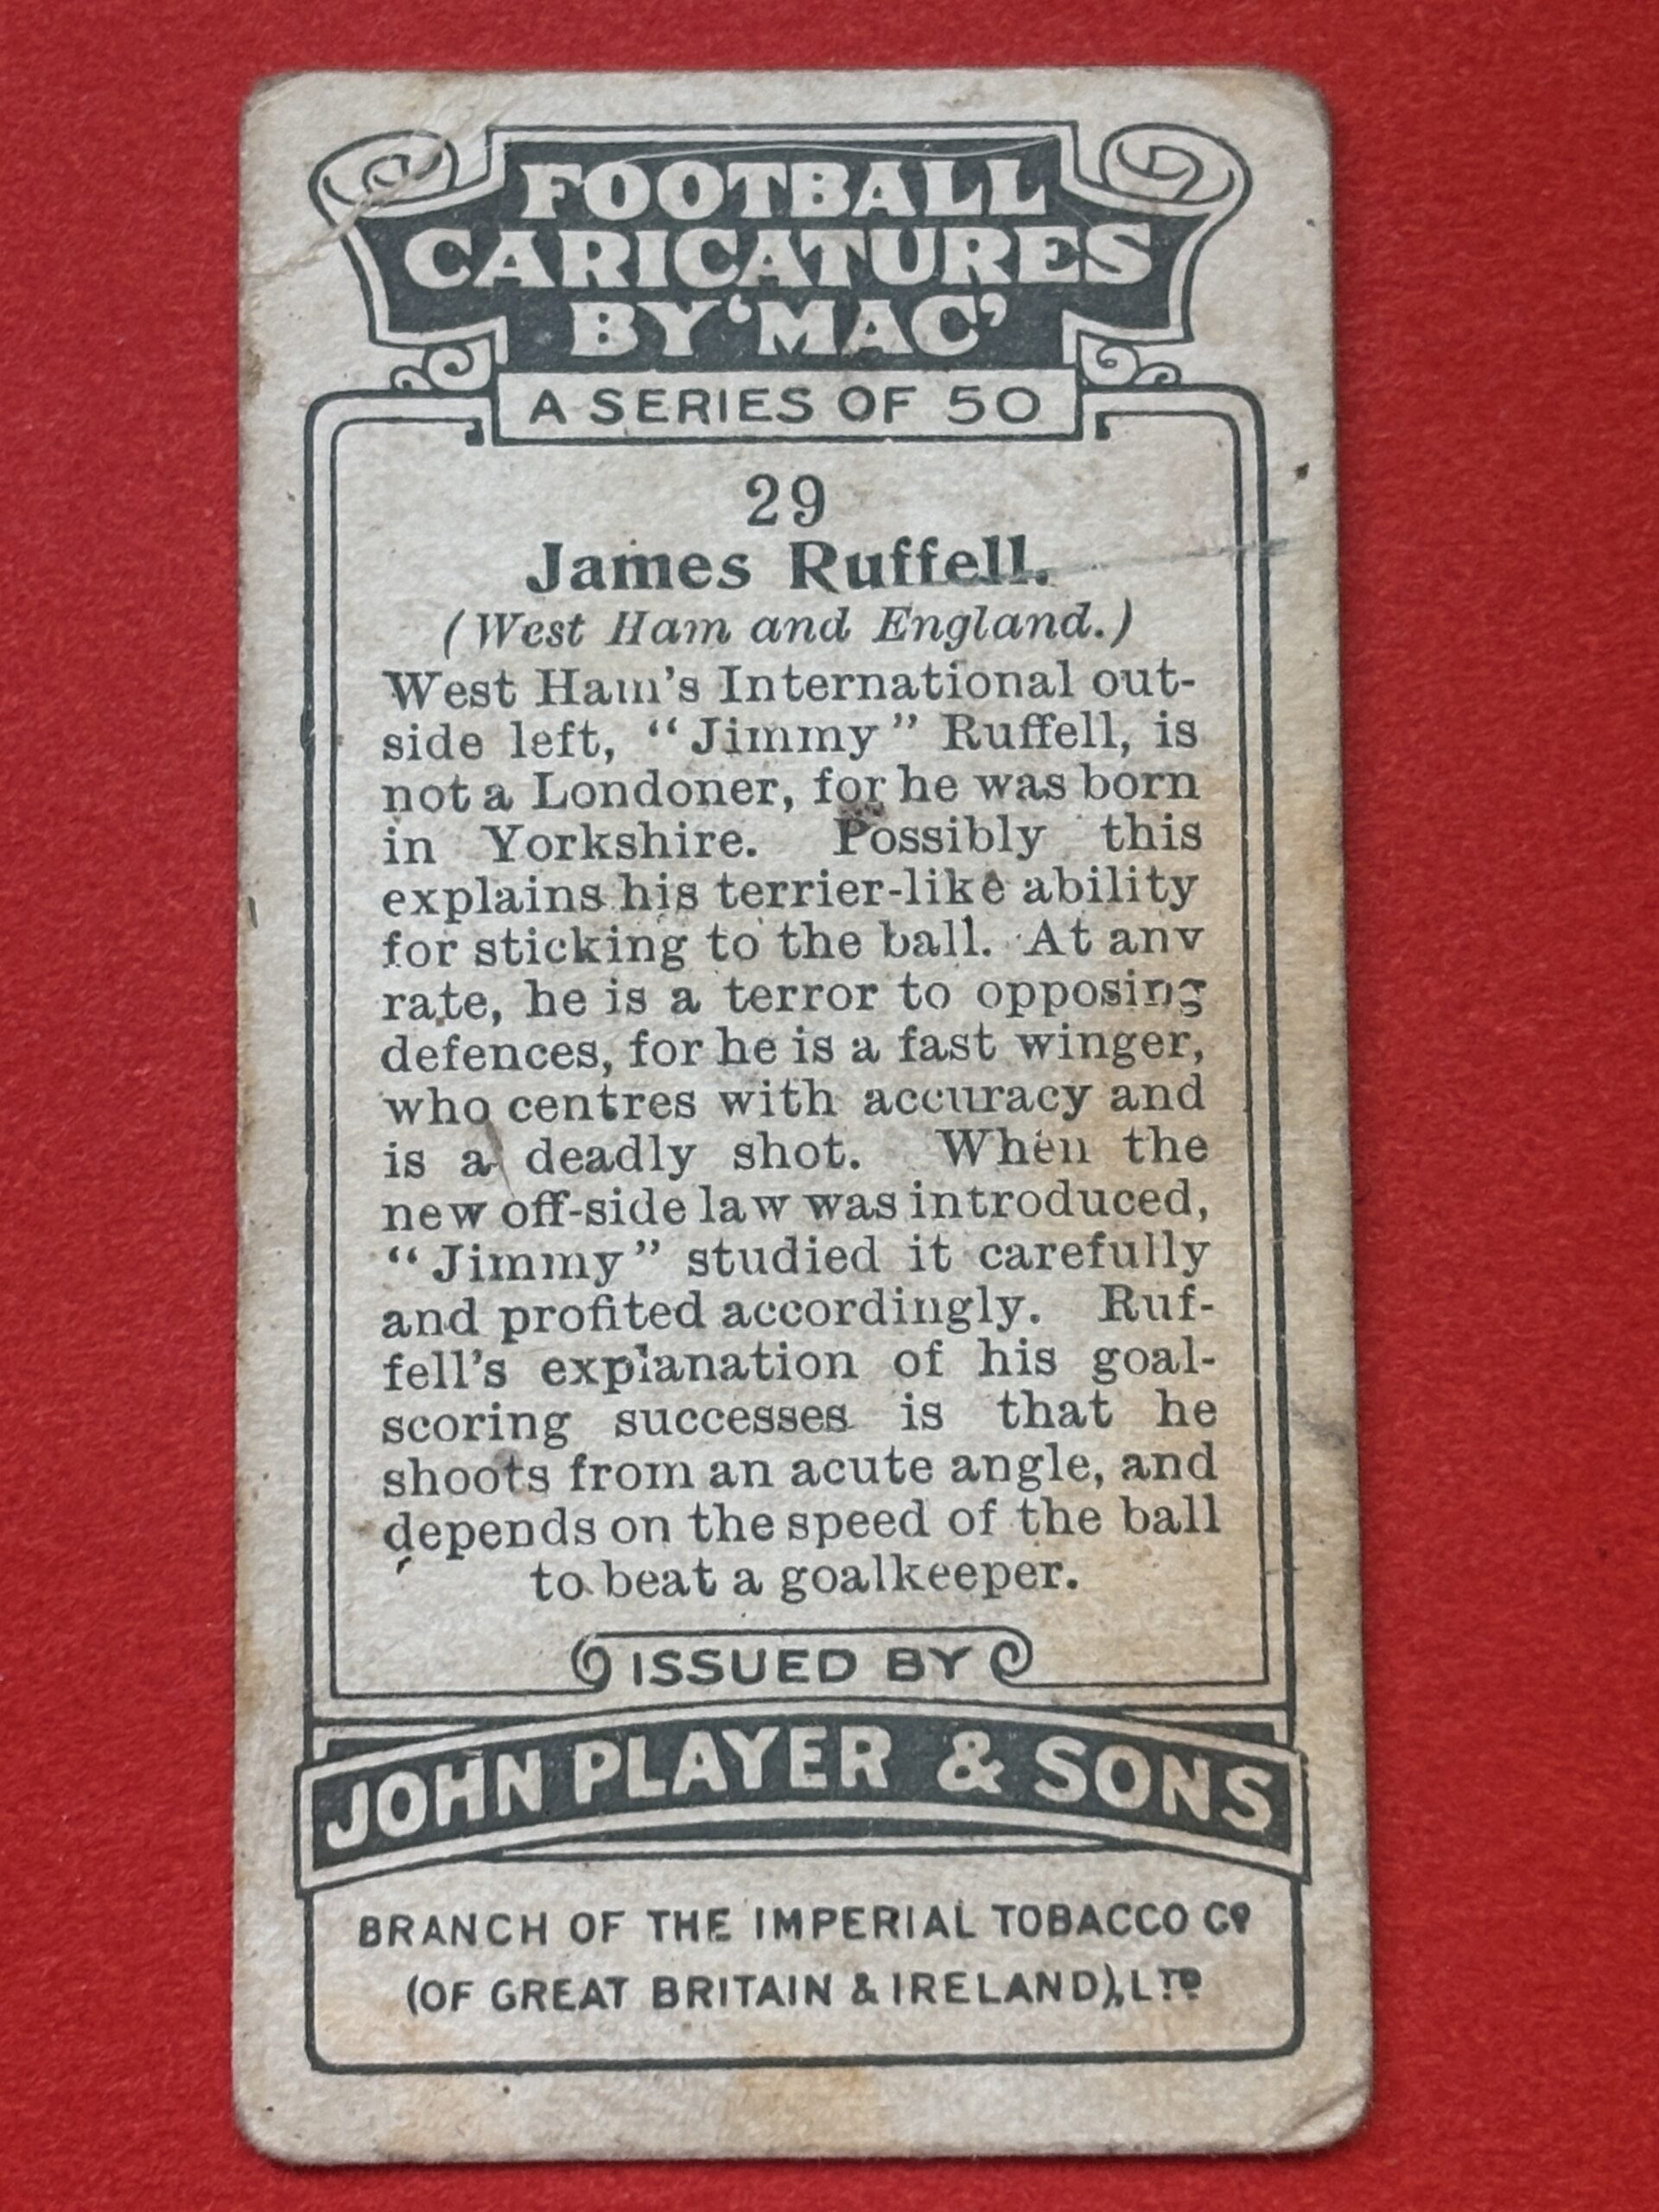 FOOTBALL
CARICATURES
BY 'MAC'
A SERIES OF 50
29
James Ruffell.
(West Ham and England.)
West Ham's International out-
side left, "Jimmy" Ruffell, is
not a Londoner, for he was born
in Yorkshire. Possibly this
explains his terrier-like ability
for sticking to the ball. At any
rate, he is a terror to opposing
defences, for he is a fast winger,
who centres with accuracy and
is a deadly shot. When the
new off-side law was introduced,
"Jimmy" studied it carefully
and profited accordingly. Ruf-
fell's explanation of his goal-
scoring successes is that he
shoots from an acute angle, and
depends on the speed of the ball
to beat a goalkeeper.
ISSUED BY
JOHN PLAYER & SONS
BRANCH OF THE IMPERIAL TOBACCO Co
(OF GREAT BRITAIN & IRELAND), LTD